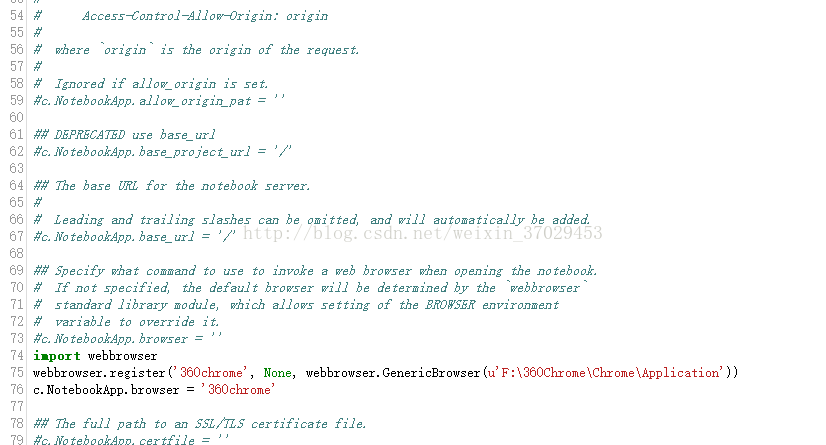 53 #
54 #      Access-Control-Allow-Origin: origin
55 #
56 #  where `origin` is the origin of the request.
57 #
58 #  Ignored if allow_origin is set.
59 #c.NotebookApp.allow_origin_pat = ''
60
61 ## DEPRECATED use base_url
62 #c.NotebookApp.base_project_url = '/'
63
64 ## The base URL for the notebook server.
65 #
66 #  Leading and trailing slashes can be omitted, and will automatically be added.
67 #c.NotebookApp.base_url = '/'
http://blog.csdn.net/weixin_37029453
68
69 ## Specify what command to use to invoke a web browser when opening the notebook.
70 #  If not specified, the default browser will be determined by the `webbrowser`
71 #  standard library module, which allows setting of the BROWSER environment
72 #  variable to override it.
73 #c.NotebookApp.browser = ''
74 import webbrowser
75 webbrowser.register('360chrome', None, webbrowser.GenericBrowser(u'F:\360Chrome\Chrome\Application'))
76 c.NotebookApp.browser = '360chrome'
77
78 ## The full path to an SSL/TLS certificate file.
79 #c.NotebookApp.certfile = ''